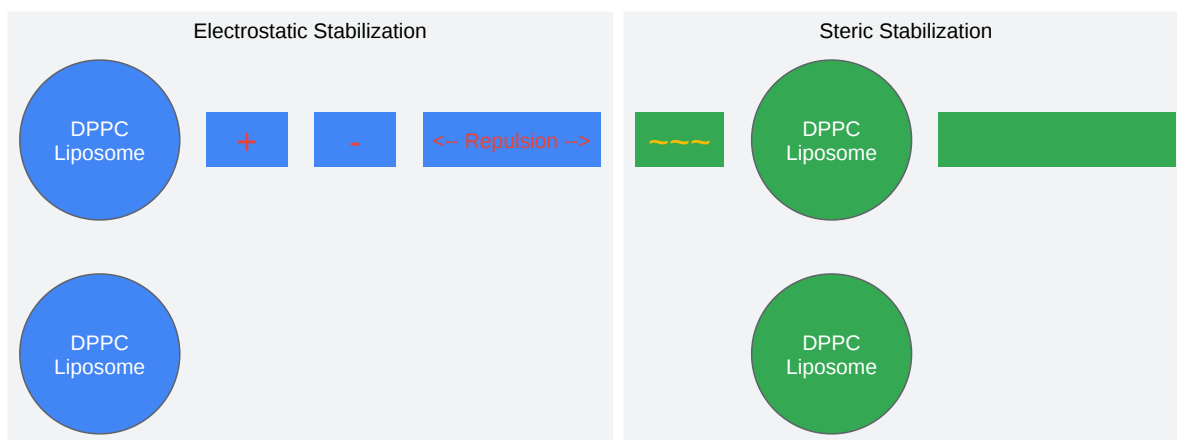 Electrostatic Stabilization
DPPC
Liposome
+
-
<-- Repulsion -->
DPPC
Liposome
Steric Stabilization
~~~
DPPC
Liposome
DPPC
Liposome